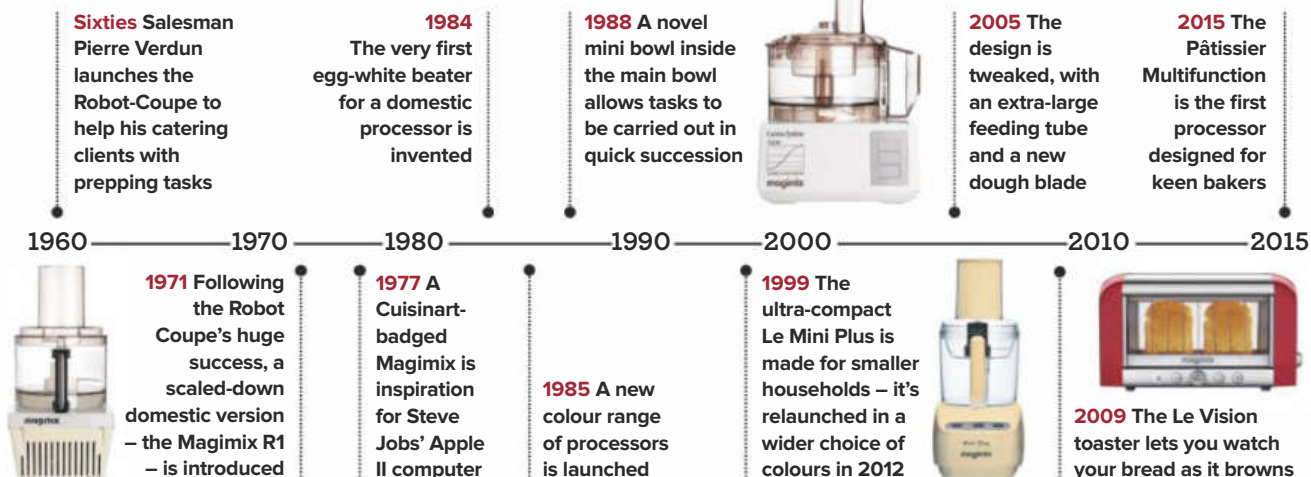 Sixties Salesman
Pierre Verdun
launches the
Robot-Coupe to
help his catering
clients with
prepping tasks
1984
The very first
egg-white beater
for a domestic
processor is
invented
1988 A novel
mini bowl inside
the main bowl
allows tasks to
be carried out in
quick succession
magimix
2005 The
design is
tweaked, with
an extra-large
feeding tube
and a new
dough blade
2015 The
Pâtissier
Multifunction
is the first
processor
designed for
keen bakers
1960 1970 1980 1990 2000 2010 2015
magimix
1971 Following
the Robot
Coupe's huge
success, a
scaled-down
domestic version
– the Magimix R1
– is introduced
1977 A
Cuisinart-
badged
Magimix is
inspiration
for Steve
Jobs' Apple
II computer
1985 A new
colour range
of processors
is launched
1999 The
ultra-compact
Le Mini Plus is
made for smaller
households – it's
relaunched in a
wider choice of
colours in 2012
magimix
magimix
2009 The Le Vision
toaster lets you watch
your bread as it browns